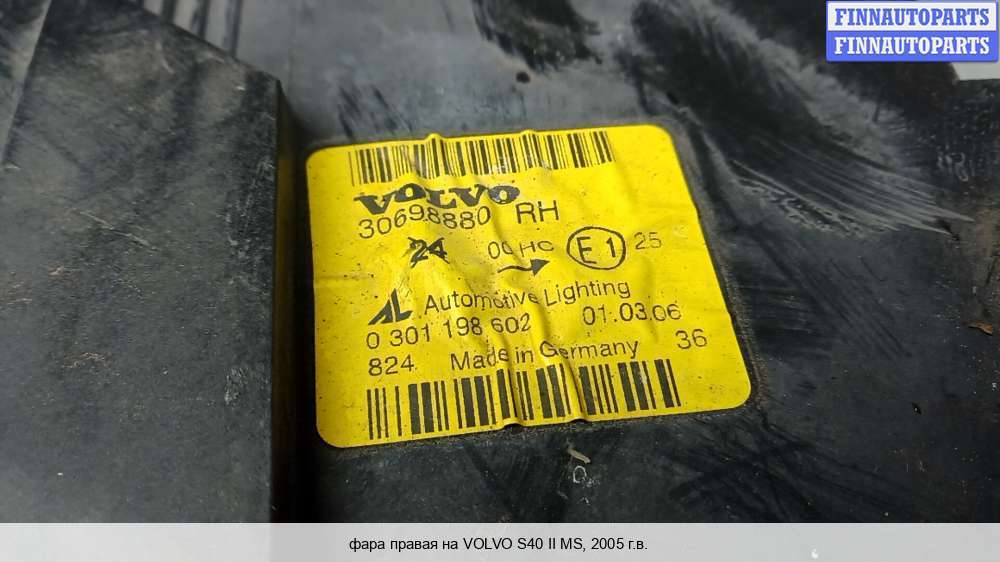 FINNAUTOPARTS
FINNAUTOPARTS
VOLVO
30698880 RH
24 00 HC E1 25
AL Automotive Lighting
0 301 198 602 01.03.06
824 Made in Germany 36
фара правая на VOLVO S40 II MS, 2005 г.в.